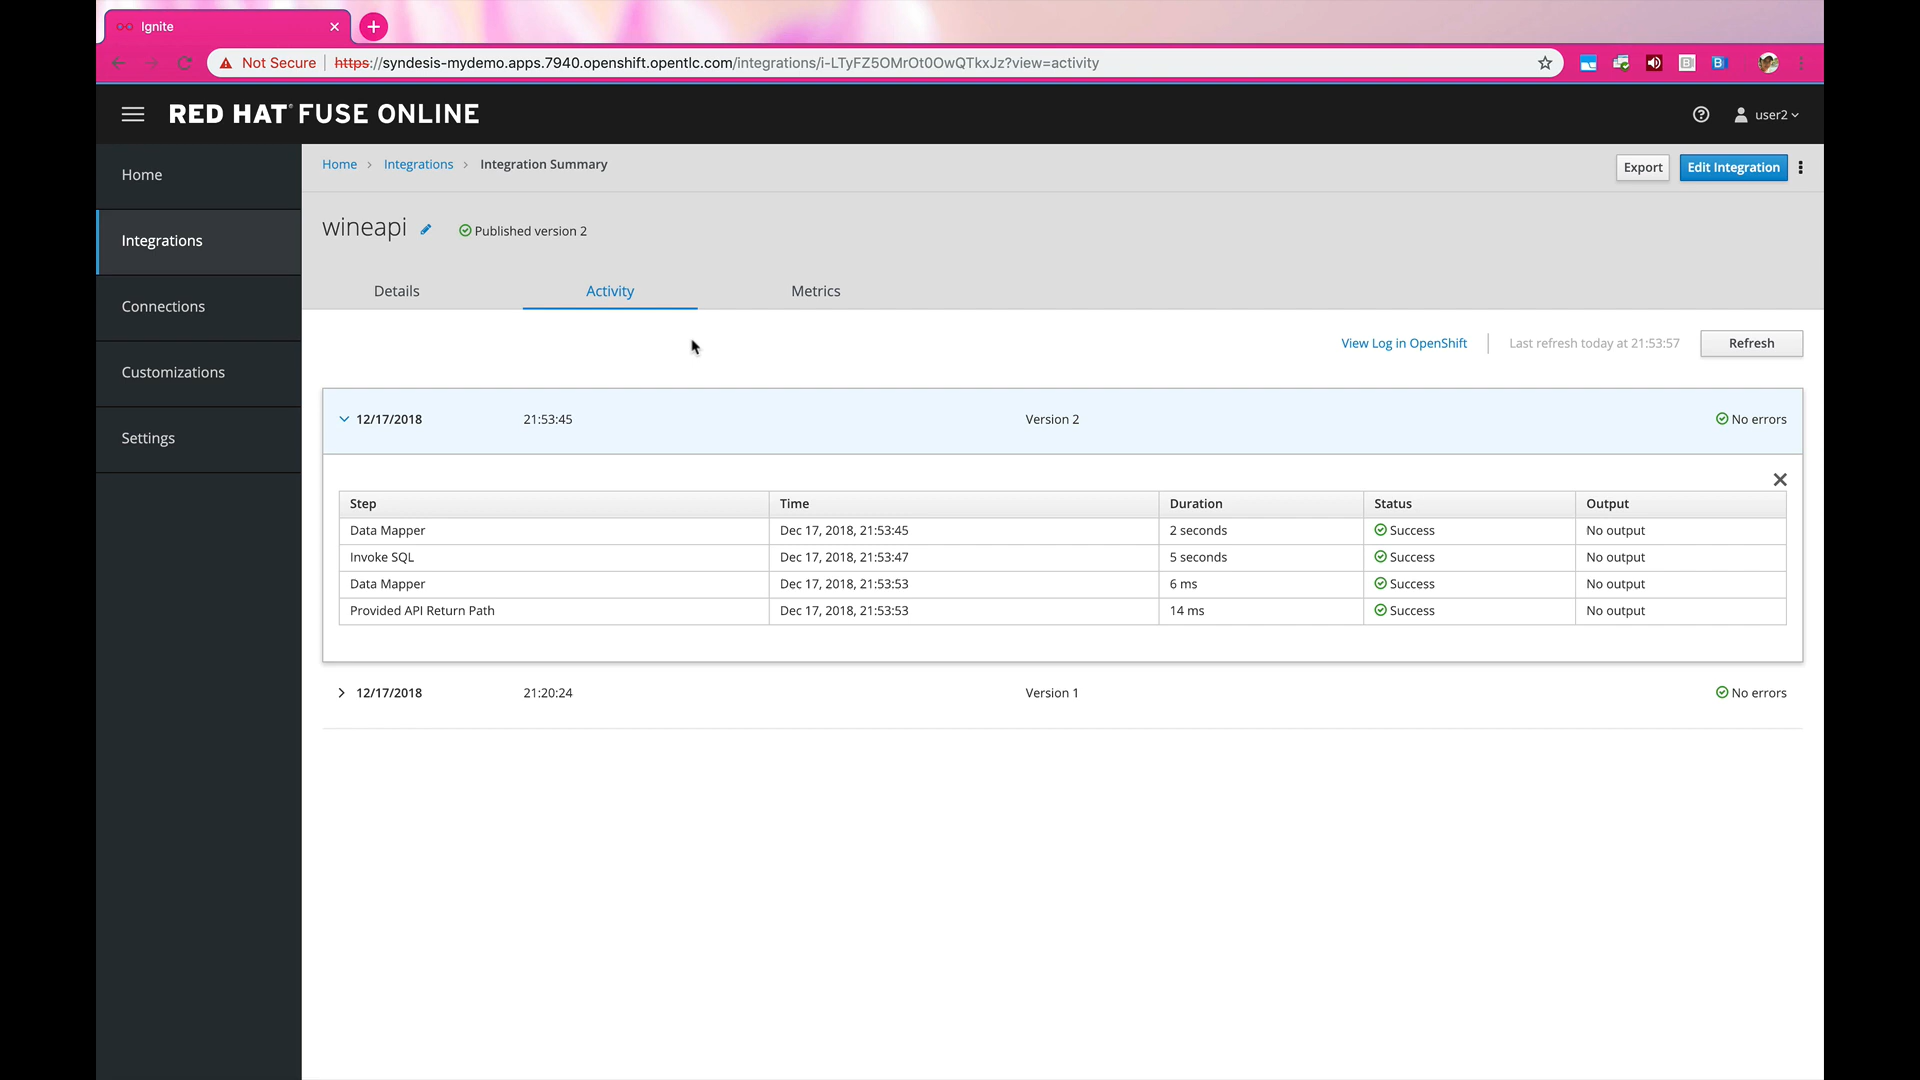 Ignite
Not Secure https://syndesis-mydemo.apps.7940.openshift.opentlc.com/integrations/i-LTyFZ5OMrOt0OwQTkxJz?view=activity
RED HAT® FUSE ONLINE
user2
Home
Integrations
Connections
Customizations
Settings
Home > Integrations > Integration Summary
Export
Edit Integration
wineapi
Published version 2
Details
Activity
Metrics
View Log in OpenShift
Last refresh today at 21:53:57
Refresh
12/17/2018 21:53:45 Version 2 No errors
Step Time Duration Status Output
Data Mapper Dec 17, 2018, 21:53:45 2 seconds Success No output
Invoke SQL Dec 17, 2018, 21:53:47 5 seconds Success No output
Data Mapper Dec 17, 2018, 21:53:53 6 ms Success No output
Provided API Return Path Dec 17, 2018, 21:53:53 14 ms Success No output
12/17/2018 21:20:24 Version 1 No errors